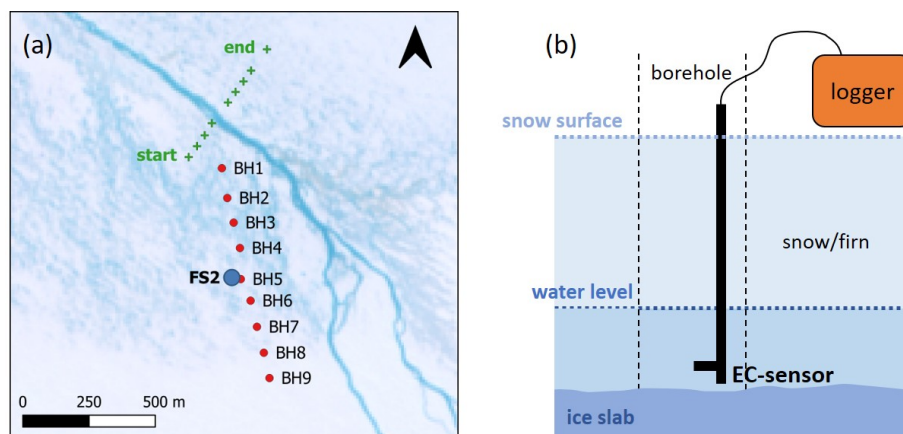 (a)
end
start
BH1
BH2
BH3
BH4
FS2
BH5
BH6
BH7
BH8
BH9
0 250 500 m
(b)
borehole
logger
snow surface
snow/firn
water level
EC-sensor
ice slab